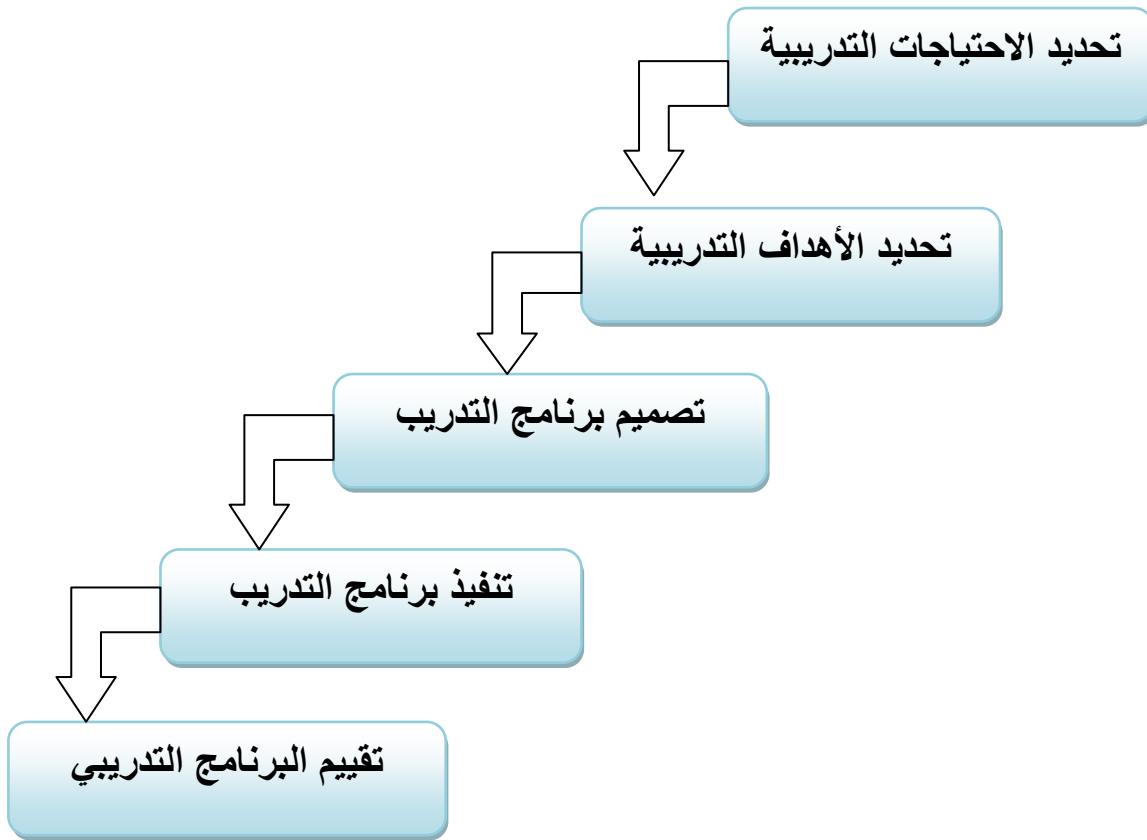 تحديد الاحتياجات التدريبية
تحديد الأهداف التدريبية
تصميم برنامج التدريب
تنفيذ برنامج التدريب
تقييم البرنامج التدريبي